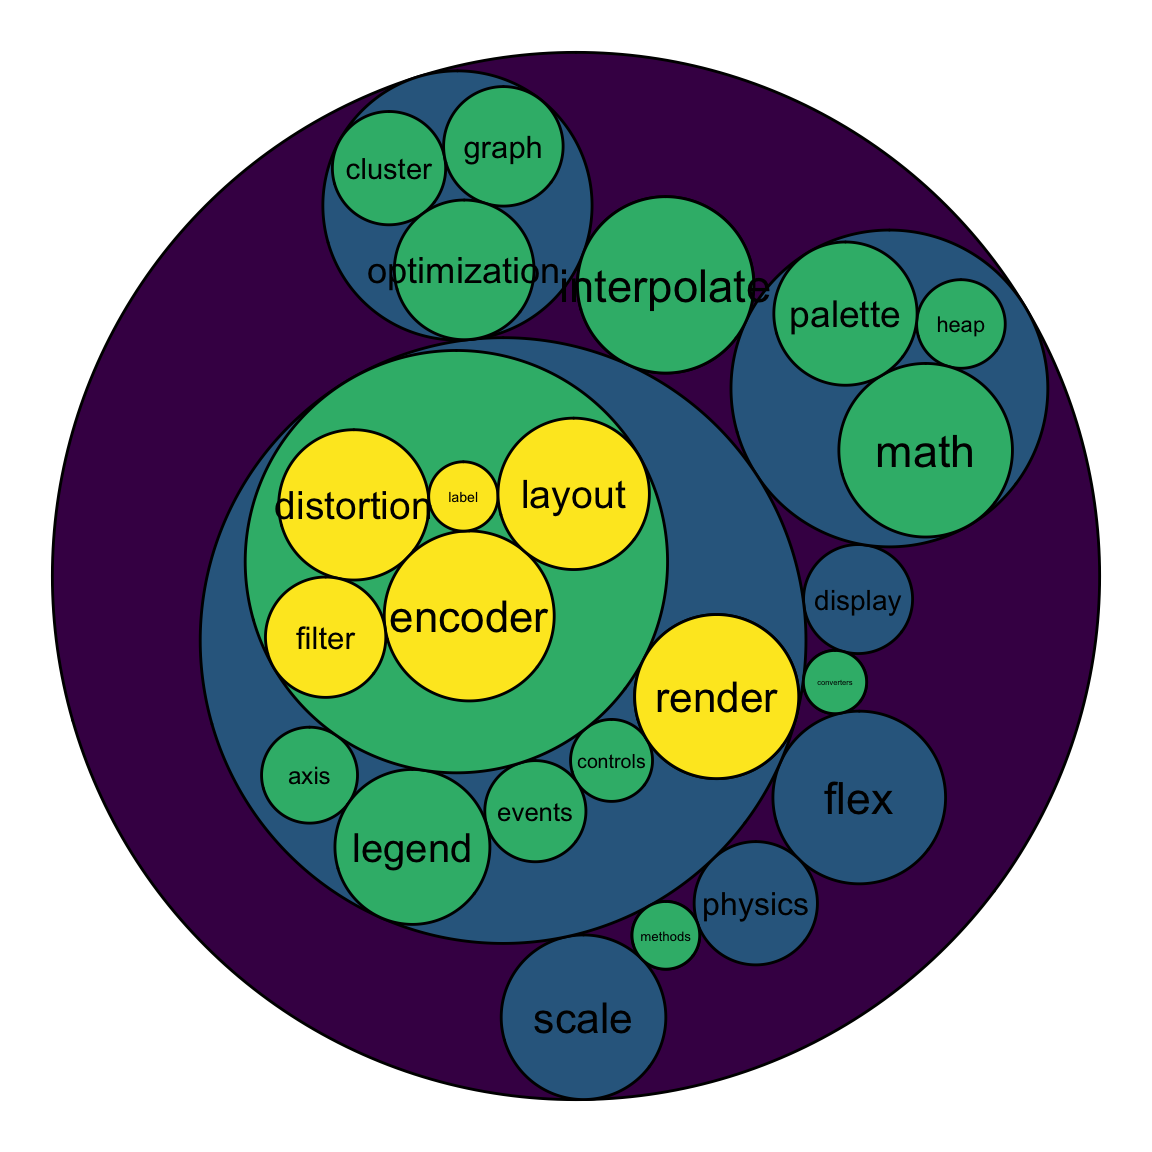 graph
cluster
optimization
interpolate
palette
heap
math
distortion
label
layout
encoder
filter
display
converters
render
controls
axis
events
legend
flex
physics
methods
scale